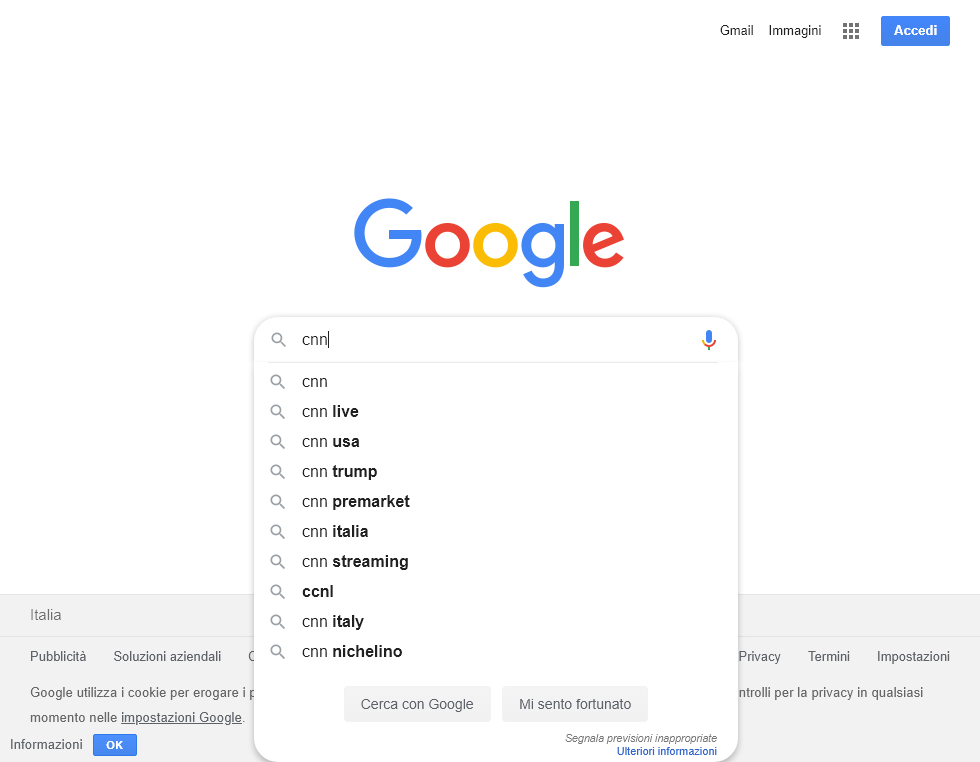 Gmail Immagini Accedi
Google
cnn
cnn
cnn live
cnn usa
cnn trump
cnn premarket
cnn italia
cnn streaming
ccnl
cnn italy
cnn nichelino
Cerca con Google Mi sento fortunato
Segnala previsioni inappropriate
Ulteriori informazioni
Italia
Pubblicità Soluzioni aziendali Privacy Termini Impostazioni
Google utilizza i cookie per erogare i per la privacy in qualsiasi
momento nelle impostazioni Google.
Informazioni OK